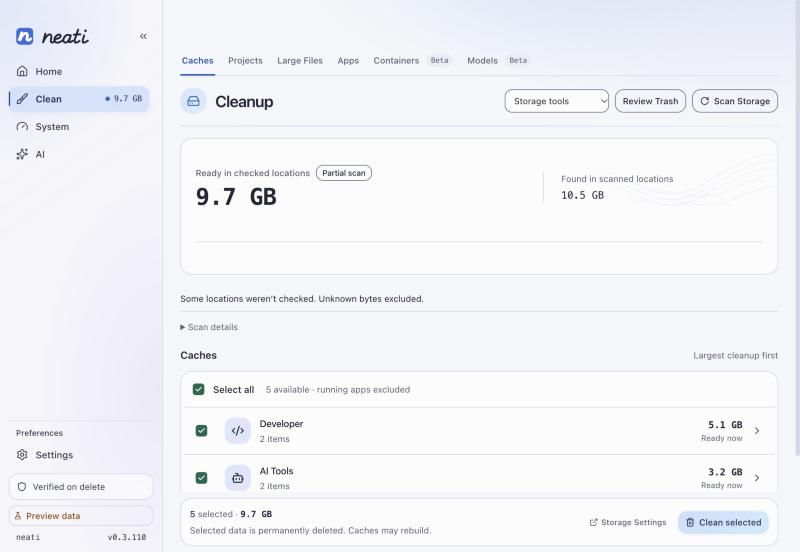 neati
Home
Clean 9.7 GB
System
AI
Preferences
Settings
Verified on delete
Preview data
neati v0.3.110
Caches Projects Large Files Apps Containers Beta Models Beta
Cleanup
Storage tools Review Trash Scan Storage
Ready in checked locations Partial scan
9.7 GB
Found in scanned locations
10.5 GB
Some locations weren't checked. Unknown bytes excluded.
Scan details
Caches Largest cleanup first
Select all 5 available · running apps excluded
Developer 5.1 GB
2 items Ready now
AI Tools 3.2 GB
2 items Ready now
5 selected · 9.7 GB
Selected data is permanently deleted. Caches may rebuild.
Storage Settings Clean selected